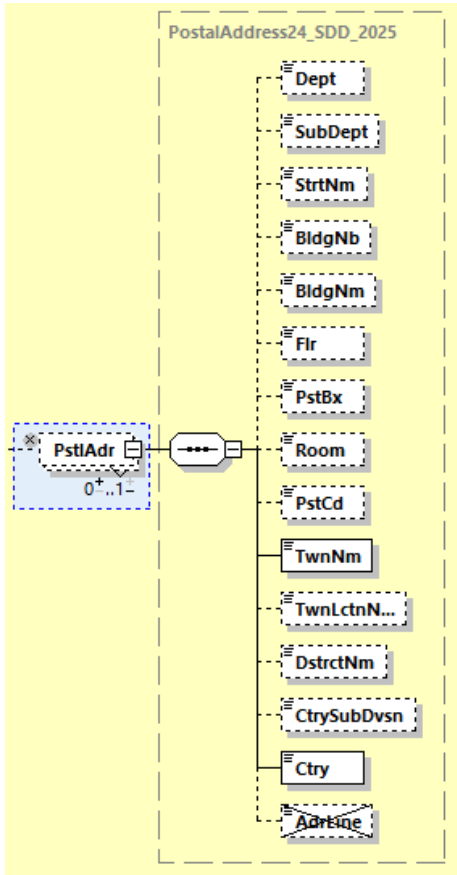 PostalAddress24_SDD_2025
Dept
SubDept
StrtNm
BldgNb
BldgNm
Flr
PstBx
PstlAdr
Room
0..1
PstCd
TwnNm
TwnLctnN...
DstrctNm
CtrySubDvsn
Ctry
AdrLine